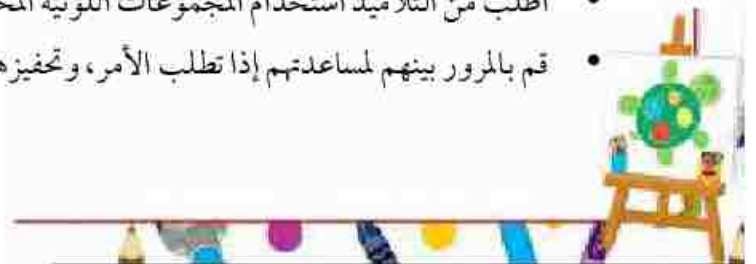 • اطلب من التلاميذ استخدام المجموعات اللونية
• قم بالمرور بينهم لمساعدتهم إذا تطلب الأمر، وتحفيزهم